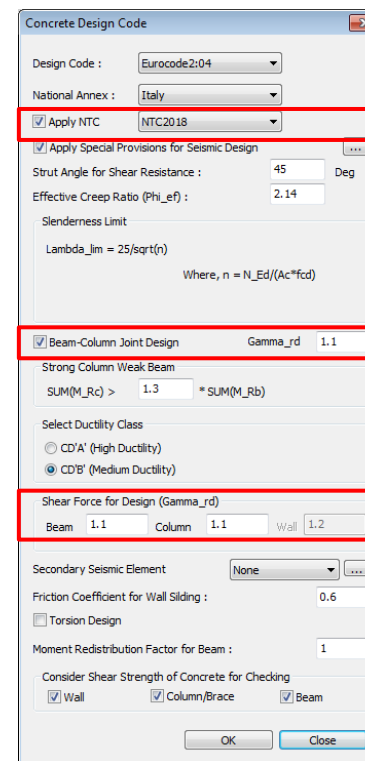 Concrete Design Code
Design Code : Eurocode2:04
National Annex : Italy
Apply NTC NTC2018
Apply Special Provisions for Seismic Design ...
Strut Angle for Shear Resistance : 45 Deg
Effective Creep Ratio (Phi_ef) : 2.14
Slenderness Limit
Lambda_lim = 25/sqrt(n)
Where, n = N_Ed/(Ac*fcd)
Beam-Column Joint Design Gamma_rd 1.1
Strong Column Weak Beam
SUM(M_Rc) > 1.3 * SUM(M_Rb)
Select Ductility Class
CD'A' (High Ductility)
CD'B' (Medium Ductility)
Shear Force for Design (Gamma_rd)
Beam 1.1 Column 1.1 Wall 1.2
Secondary Seismic Element None ...
Friction Coefficient for Wall Silding : 0.6
Torsion Design
Moment Redistribution Factor for Beam : 1
Consider Shear Strength of Concrete for Checking
Wall Column/Brace Beam
OK Close